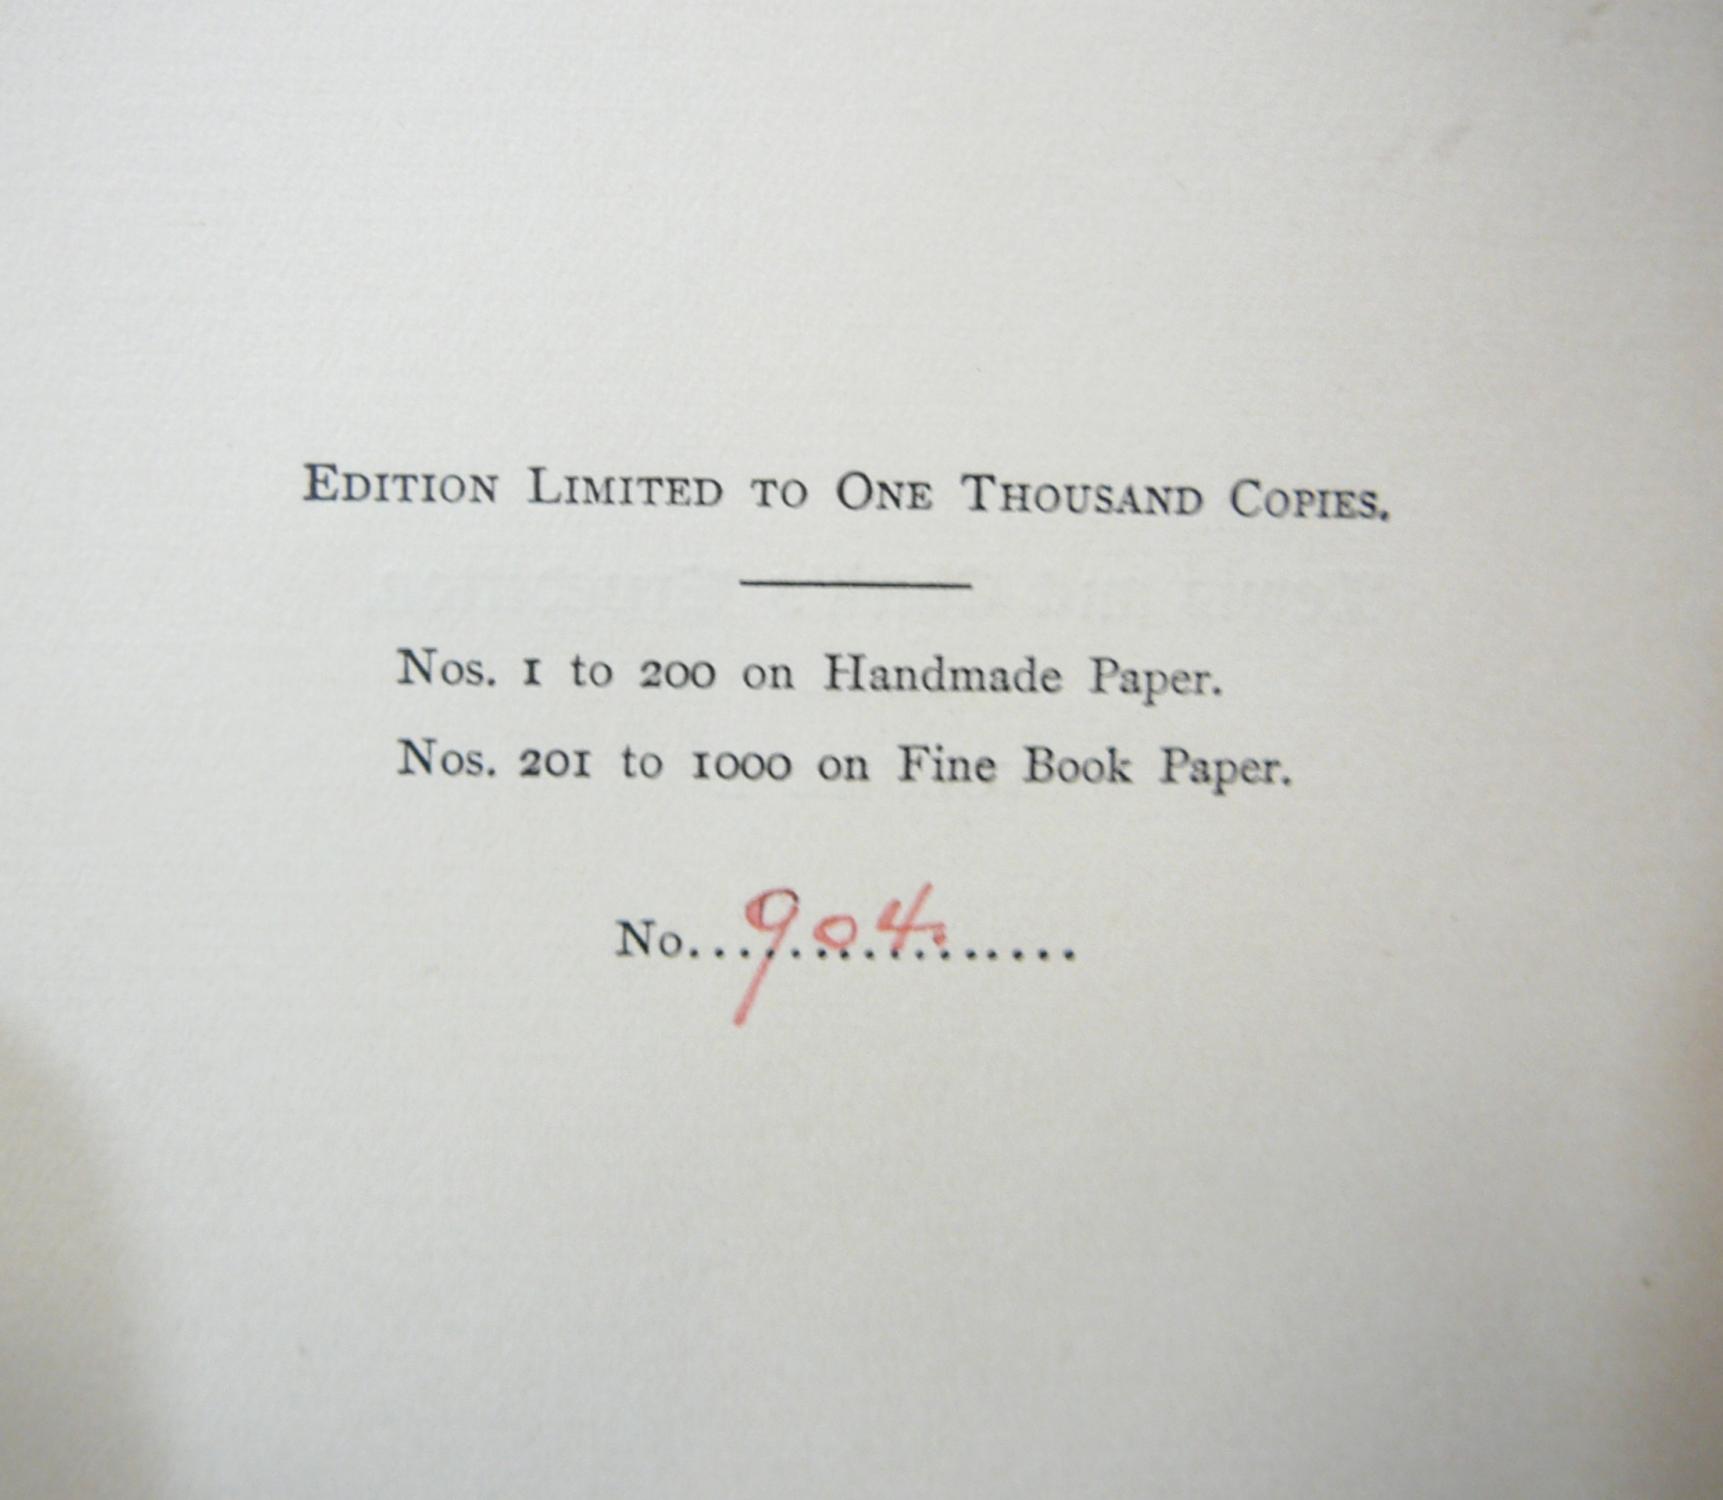 Edition Limited to One Thousand Copies.
Nos. 1 to 200 on Handmade Paper.
Nos. 201 to 1000 on Fine Book Paper.
No...904................